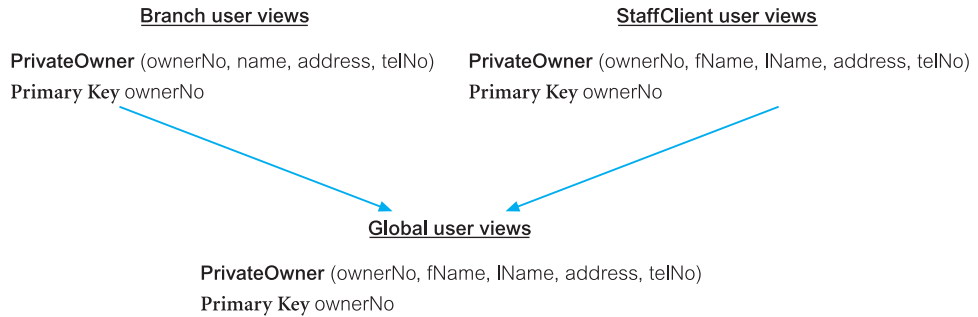 Branch user views
PrivateOwner (ownerNo, name, address, telNo)
Primary Key ownerNo
StaffClient user views
PrivateOwner (ownerNo, fName, lName, address, telNo)
Primary Key ownerNo
Global user views
PrivateOwner (ownerNo, fName, lName, address, telNo)
Primary Key ownerNo